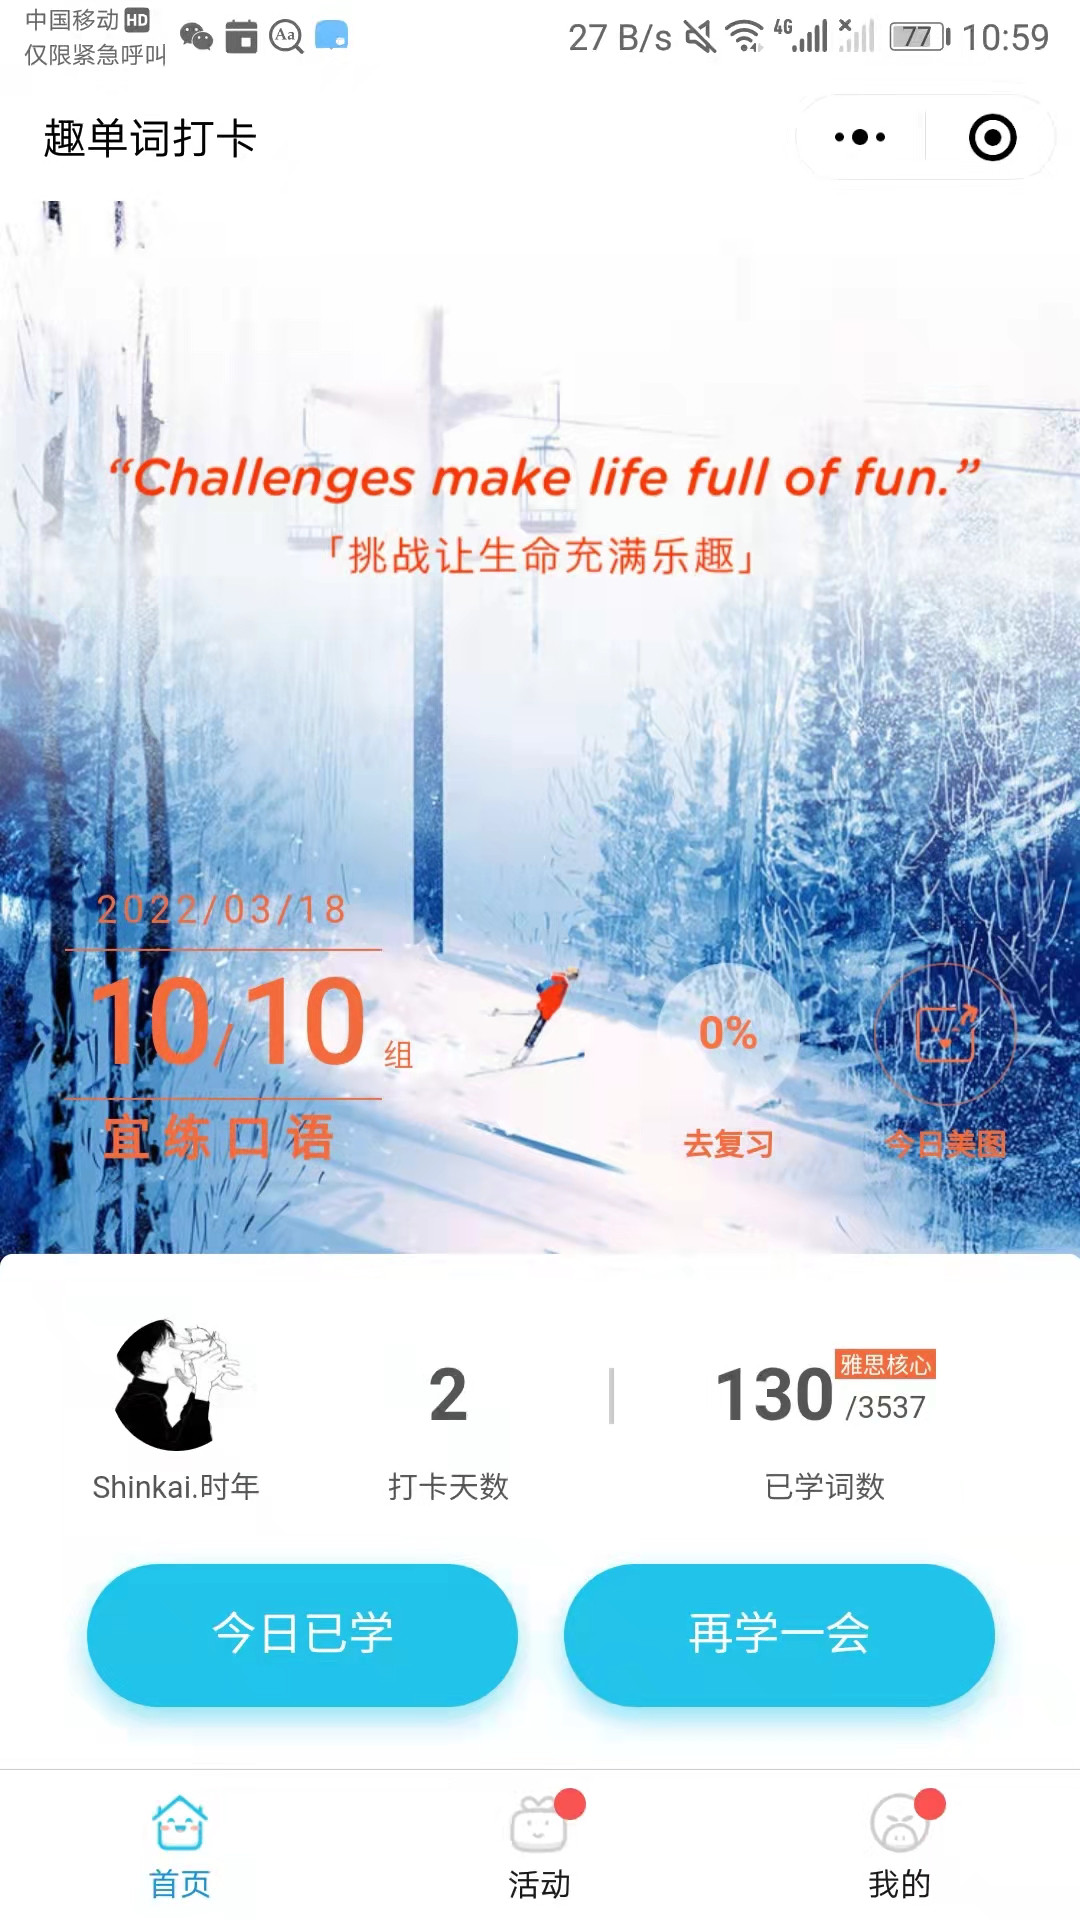 中国移动 HD
仅限紧急呼叫
27 B/s 4G 77 10:59
趣单词打卡
“Challenges make life full of fun.”
「挑战让生命充满乐趣」
2022/03/18
10/10 组
宜练口语
0%
去复习
今日美图
Shinkai.时年
2
打卡天数
130 /3537
雅思核心
已学词数
今日已学
再学一会
首页
活动
我的